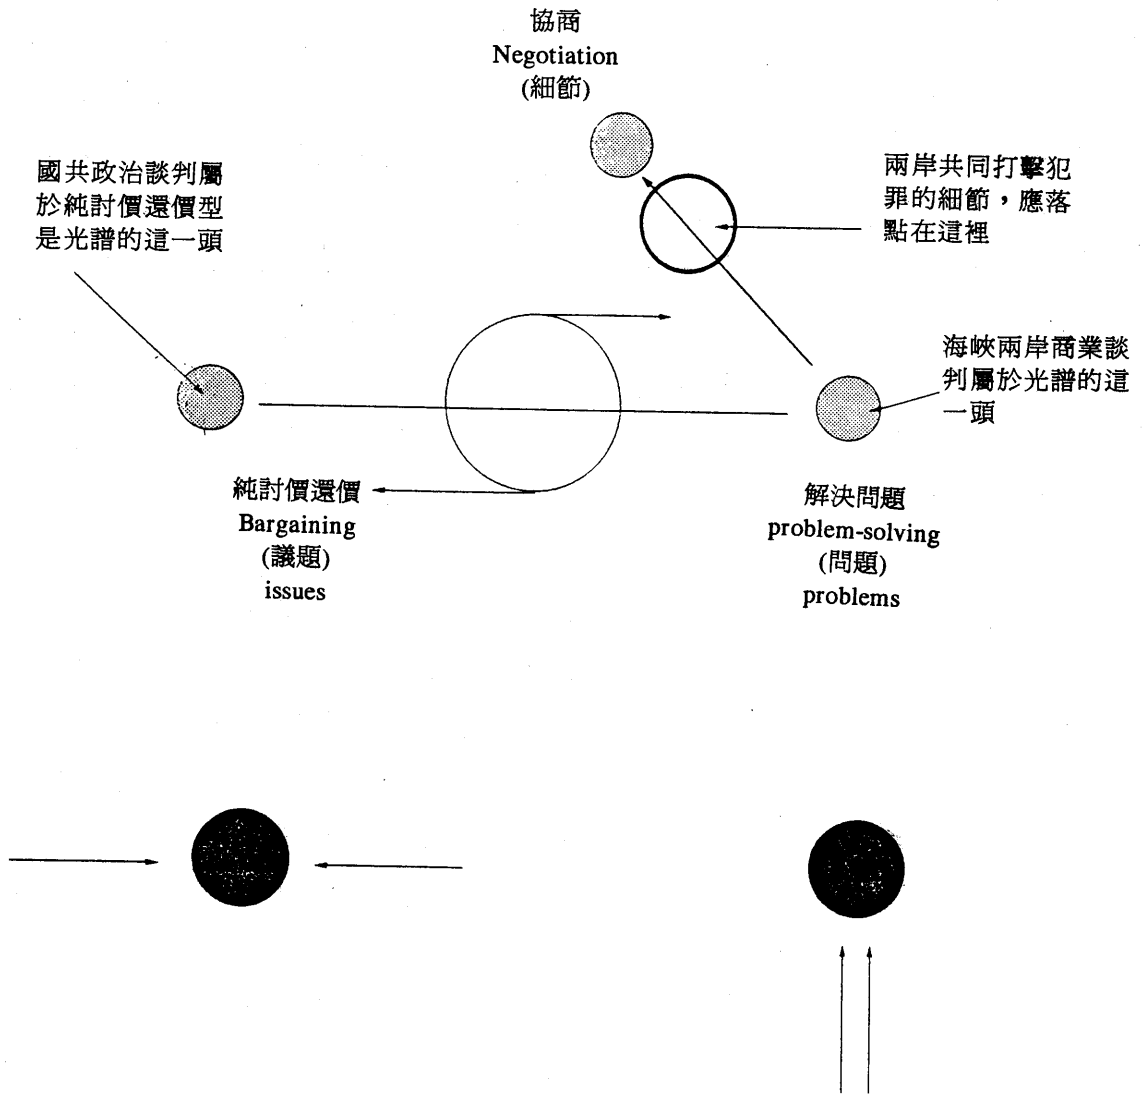 協商
Negotiation
(細節)
國共政治談判屬
於純討價還價型
是光譜的這一頭
兩岸共同打擊犯
罪的細節，應落
點在這裡
海峽兩岸商業談
判屬於光譜的這
一頭
純討價還價
Bargaining
(議題)
issues
解決問題
problem-solving
(問題)
problems